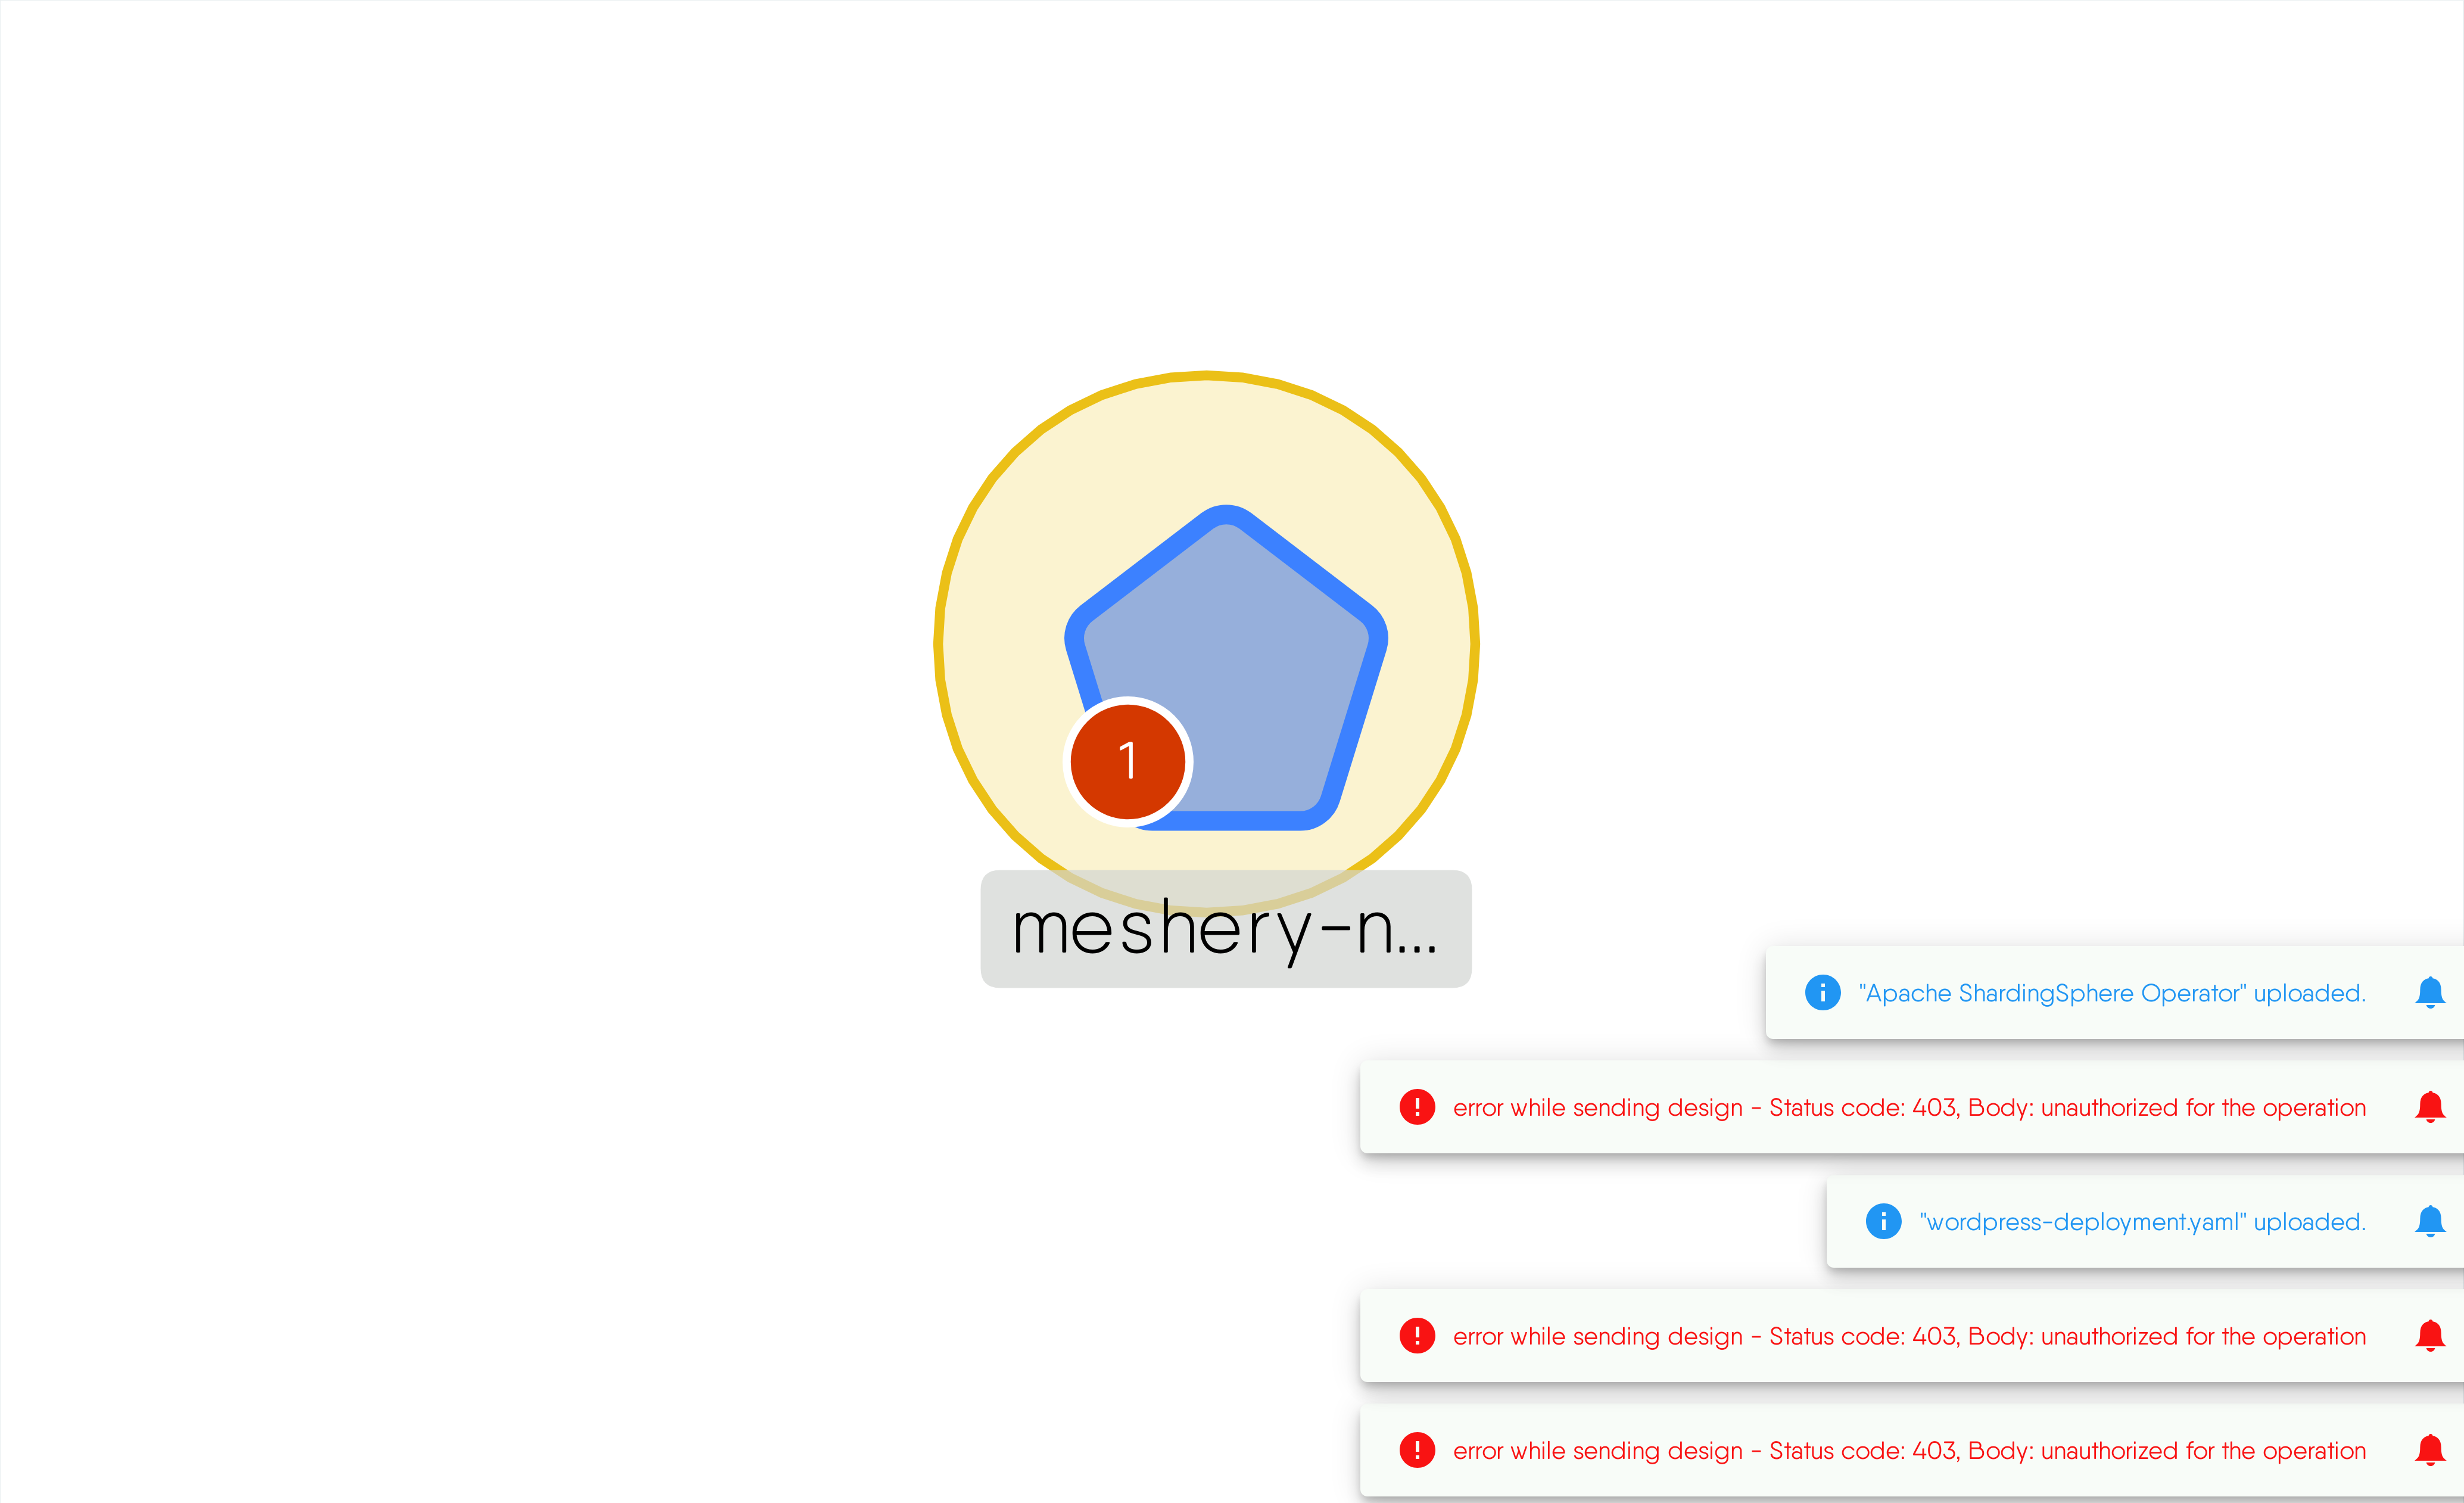 1
meshery-n...
"Apache ShardingSphere Operator" uploaded.
error while sending design - Status code: 403, Body: unauthorized for the operation
"wordpress-deployment.yaml" uploaded.
error while sending design - Status code: 403, Body: unauthorized for the operation
error while sending design - Status code: 403, Body: unauthorized for the operation